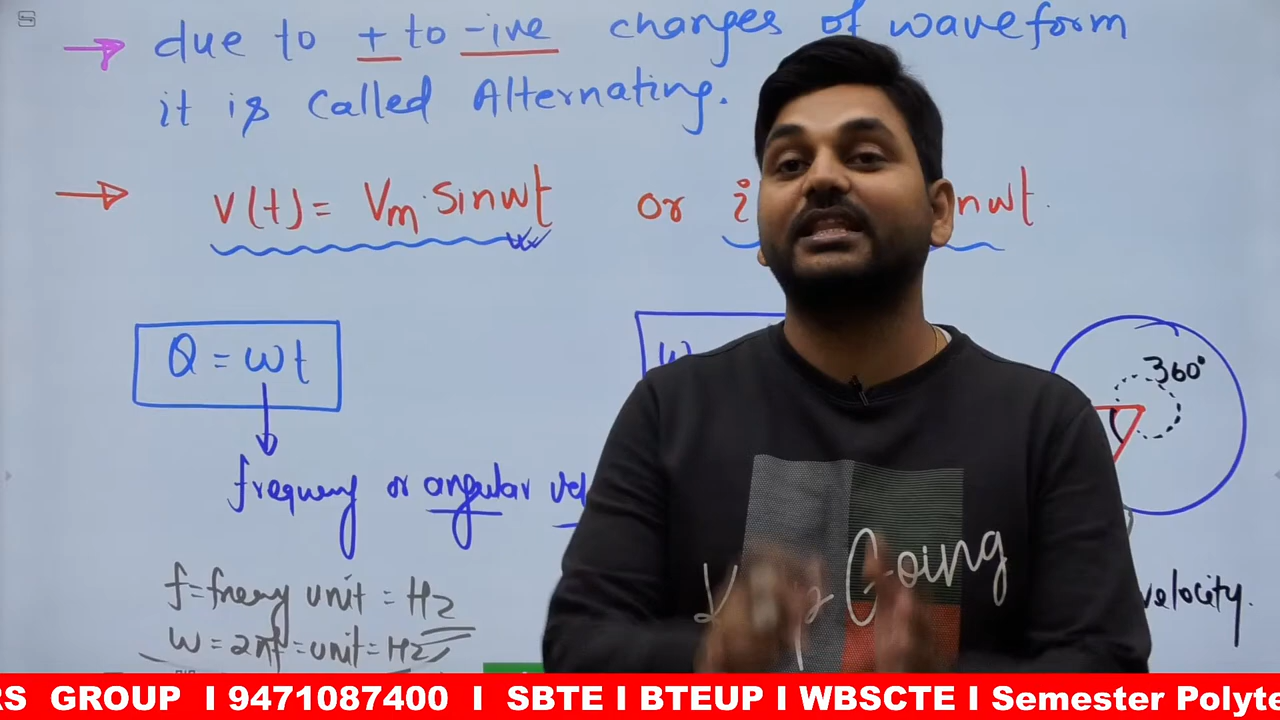 due to + to -ive changes of waveform
it is Called Alternating.
v(t) = Vm. Sinwt or i nwt.
Q = wt
360°
frequency or angular vel
f = freny unit = Hz
w = 2πf = unit = Hz
velocity.
Keep Going
RS GROUP I 9471087400 I SBTE I BTEUP I WBSCTE I Semester Polyte